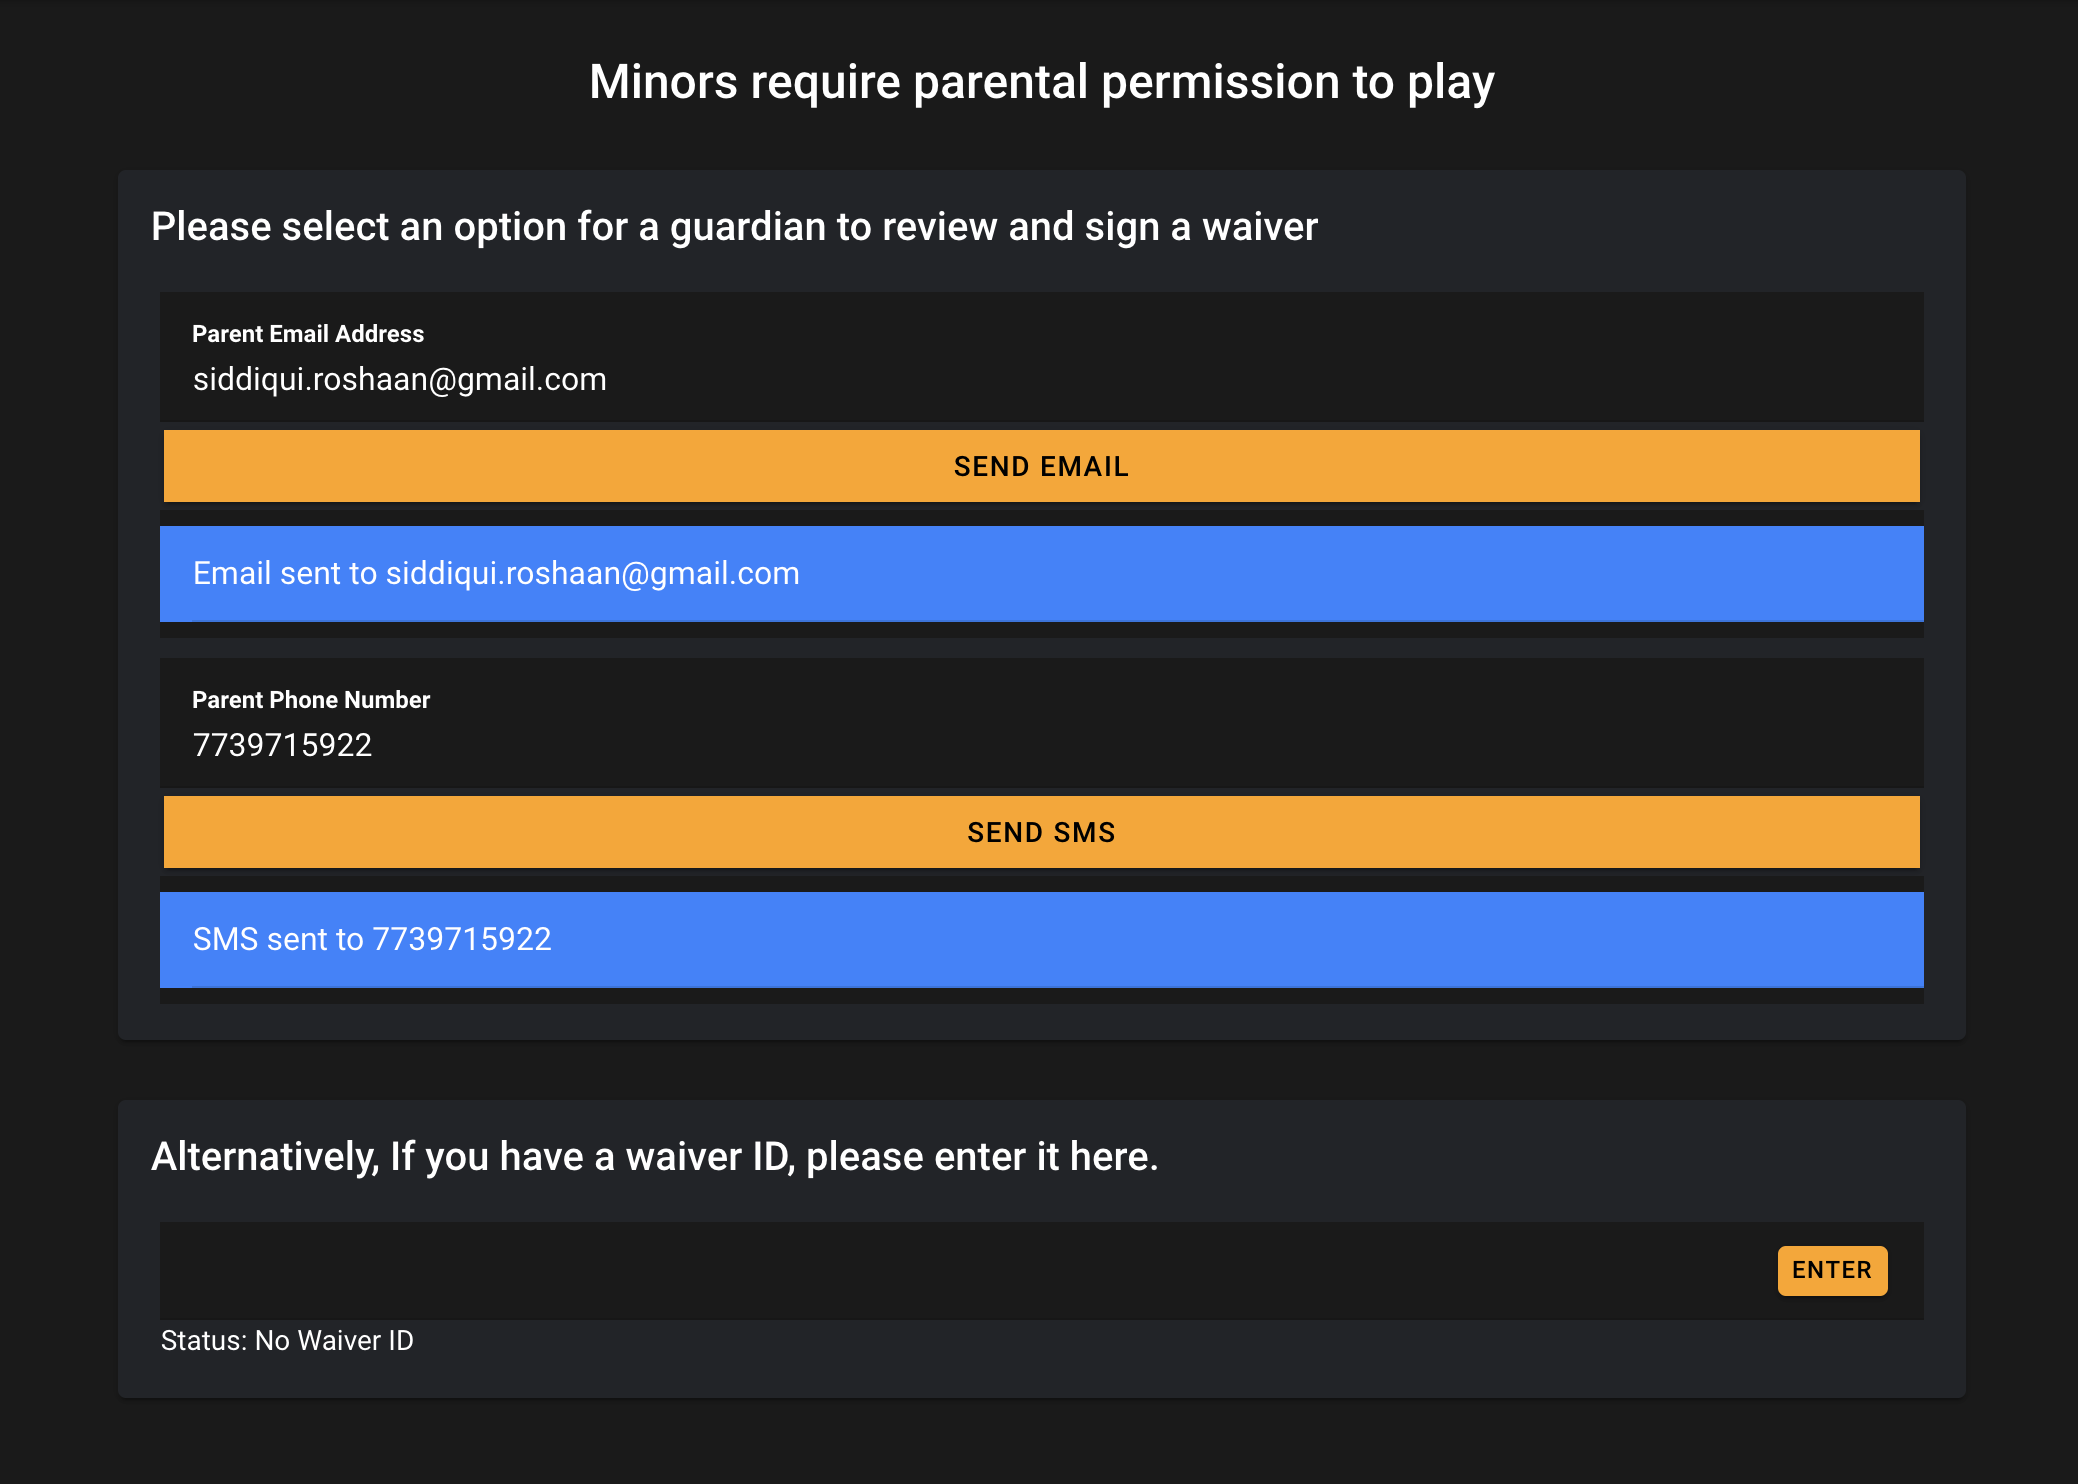 Minors require parental permission to play
Please select an option for a guardian to review and sign a waiver
Parent Email Address
siddiqui.roshaan@gmail.com
SEND EMAIL
Email sent to siddiqui.roshaan@gmail.com
Parent Phone Number
7739715922
SEND SMS
SMS sent to 7739715922
Alternatively, If you have a waiver ID, please enter it here.
ENTER
Status: No Waiver ID